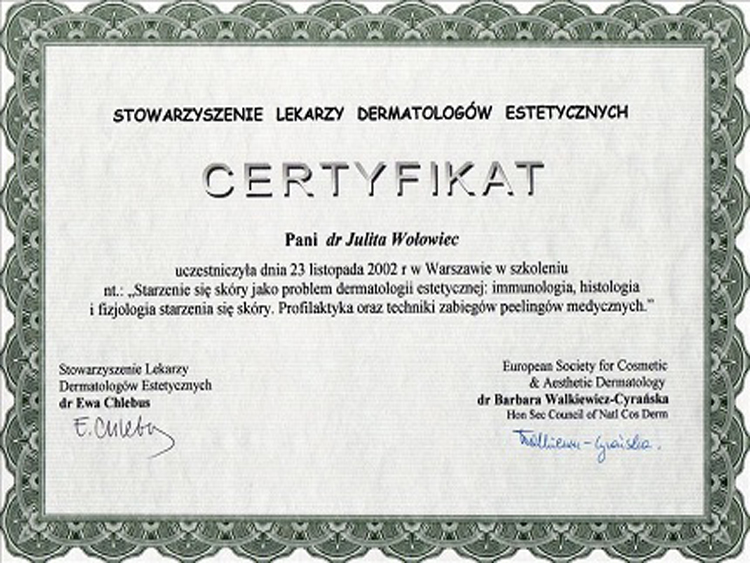 STOWARZYSZENIE LEKARZY DERMATOLOGÓW ESTETYCZNYCH
CERTYFIKAT
Pani dr Julita Wołowiec
uczestniczyła dnia 23 listopada 2002 r w Warszawie w szkoleniu
nt.: „Starzenie się skóry jako problem dermatologii estetycznej: immunologia, histologia
i fizjologia starzenia się skóry. Profilaktyka oraz techniki zabiegów peelingów medycznych.”
Stowarzyszenie Lekarzy
Dermatologów Estetycznych
dr Ewa Chlebus
E. Chlebus
European Society for Cosmetic
& Aesthetic Dermatology
dr Barbara Walkiewicz-Cyrańska
Hon Sec Council of Natl Cos Derm
Walkiewicz-Cyrańska